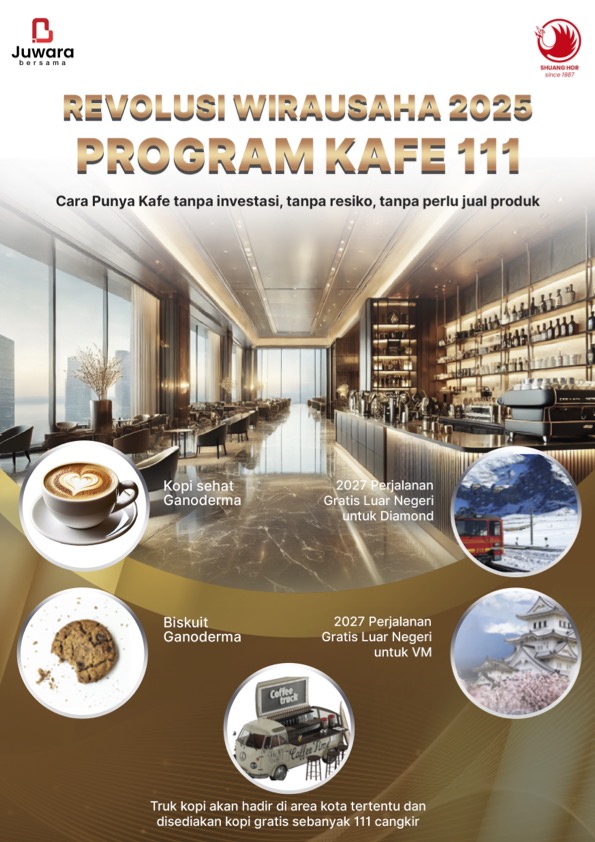 Juwara
bersama
SHUANG HOR
since 1987
REVOLUSI WIRAUSAHA 2025
PROGRAM KAFE 111
Cara Punya Kafe tanpa investasi, tanpa resiko, tanpa perlu jual produk
Kopi sehat
Ganoderma
2027 Perjalanan
Gratis Luar Negeri
untuk Diamond
Biskuit
Ganoderma
2027 Perjalanan
Gratis Luar Negeri
untuk VM
Coffee
truck
Coffee Time
Truk kopi akan hadir di area kota tertentu dan
disediakan kopi gratis sebanyak 111 cangkir